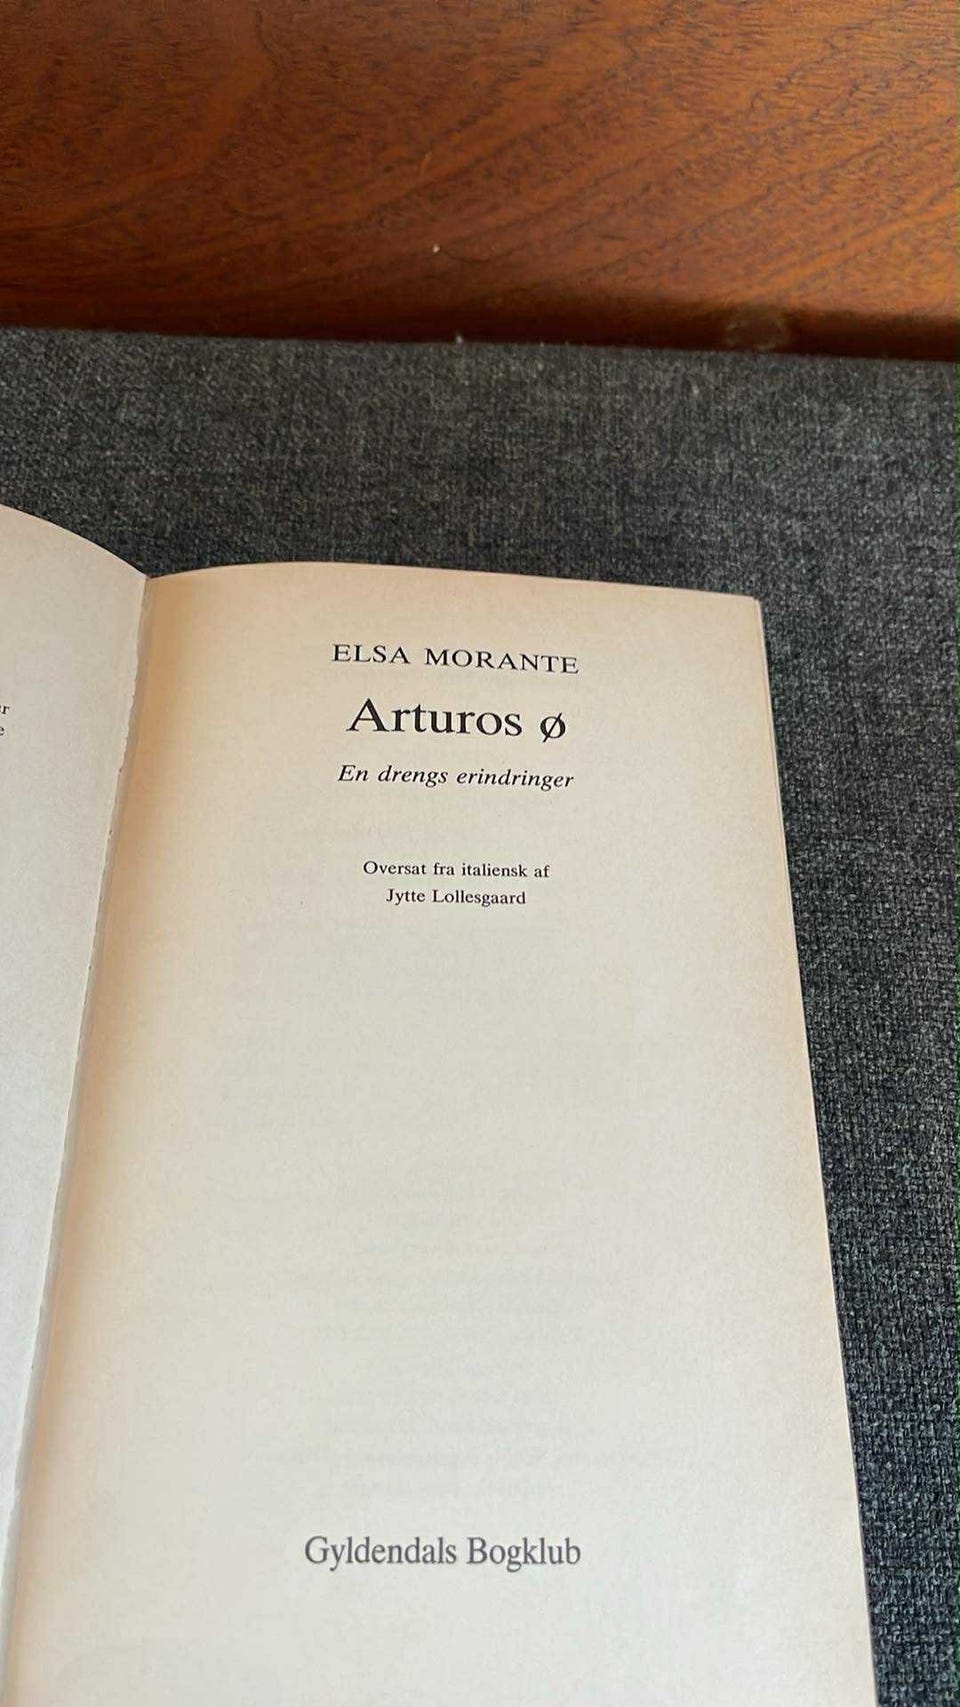 ELSA MORANTE
Arturos ø
En drengs erindringer
Oversat fra italiensk af
Jytte Lollesgaard
Gyldendals Bogklub